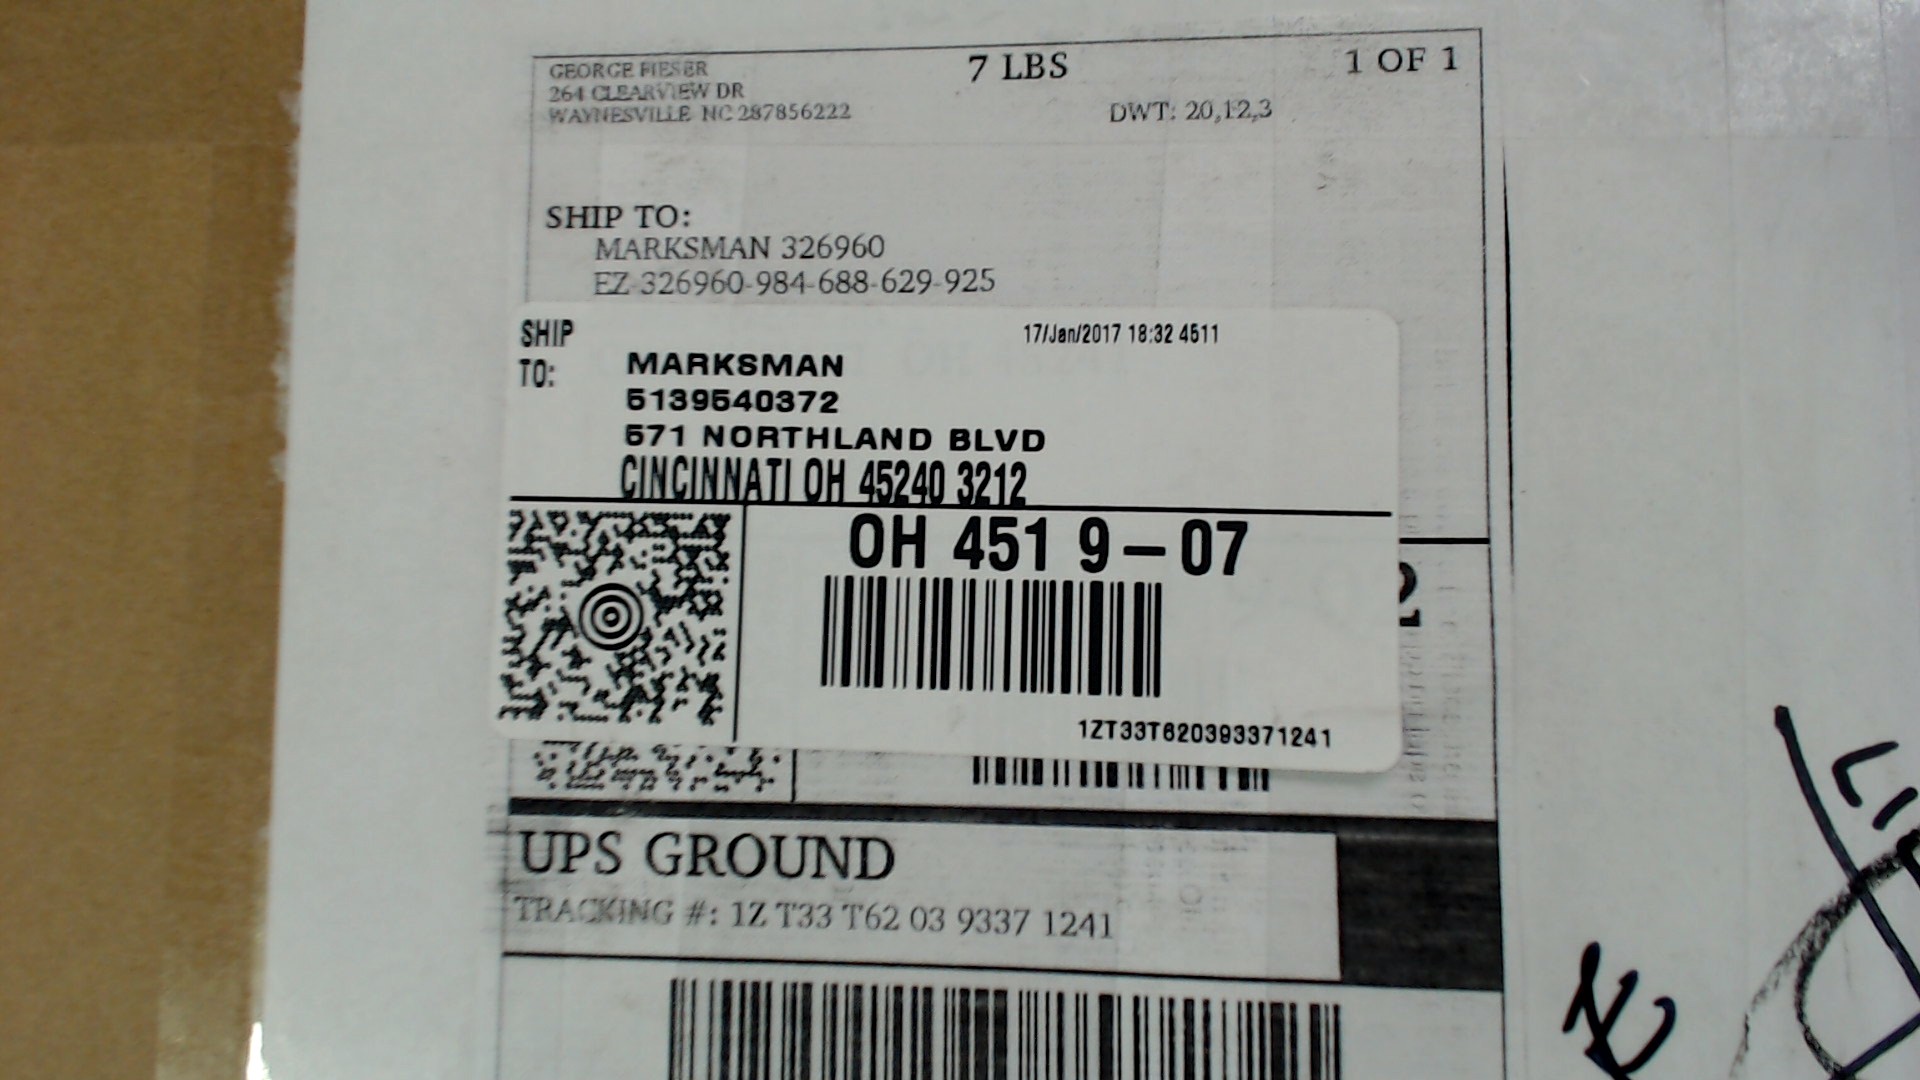 GEORGE FIESER
264 CLEARVIEW DR
WAYNESVILLE NC 287856222
7 LBS
1 OF 1
DWT: 20,12,3
SHIP TO:
MARKSMAN 326960
EZ-326960-984-688-629-925
SHIP
TO:
17/Jan/2017 18:32 4511
MARKSMAN
5139540372
571 NORTHLAND BLVD
CINCINNATI OH 45240 3212
OH 451 9-07
1ZT33T620393371241
UPS GROUND
TRACKING #: 1Z T33 T62 03 9337 1241